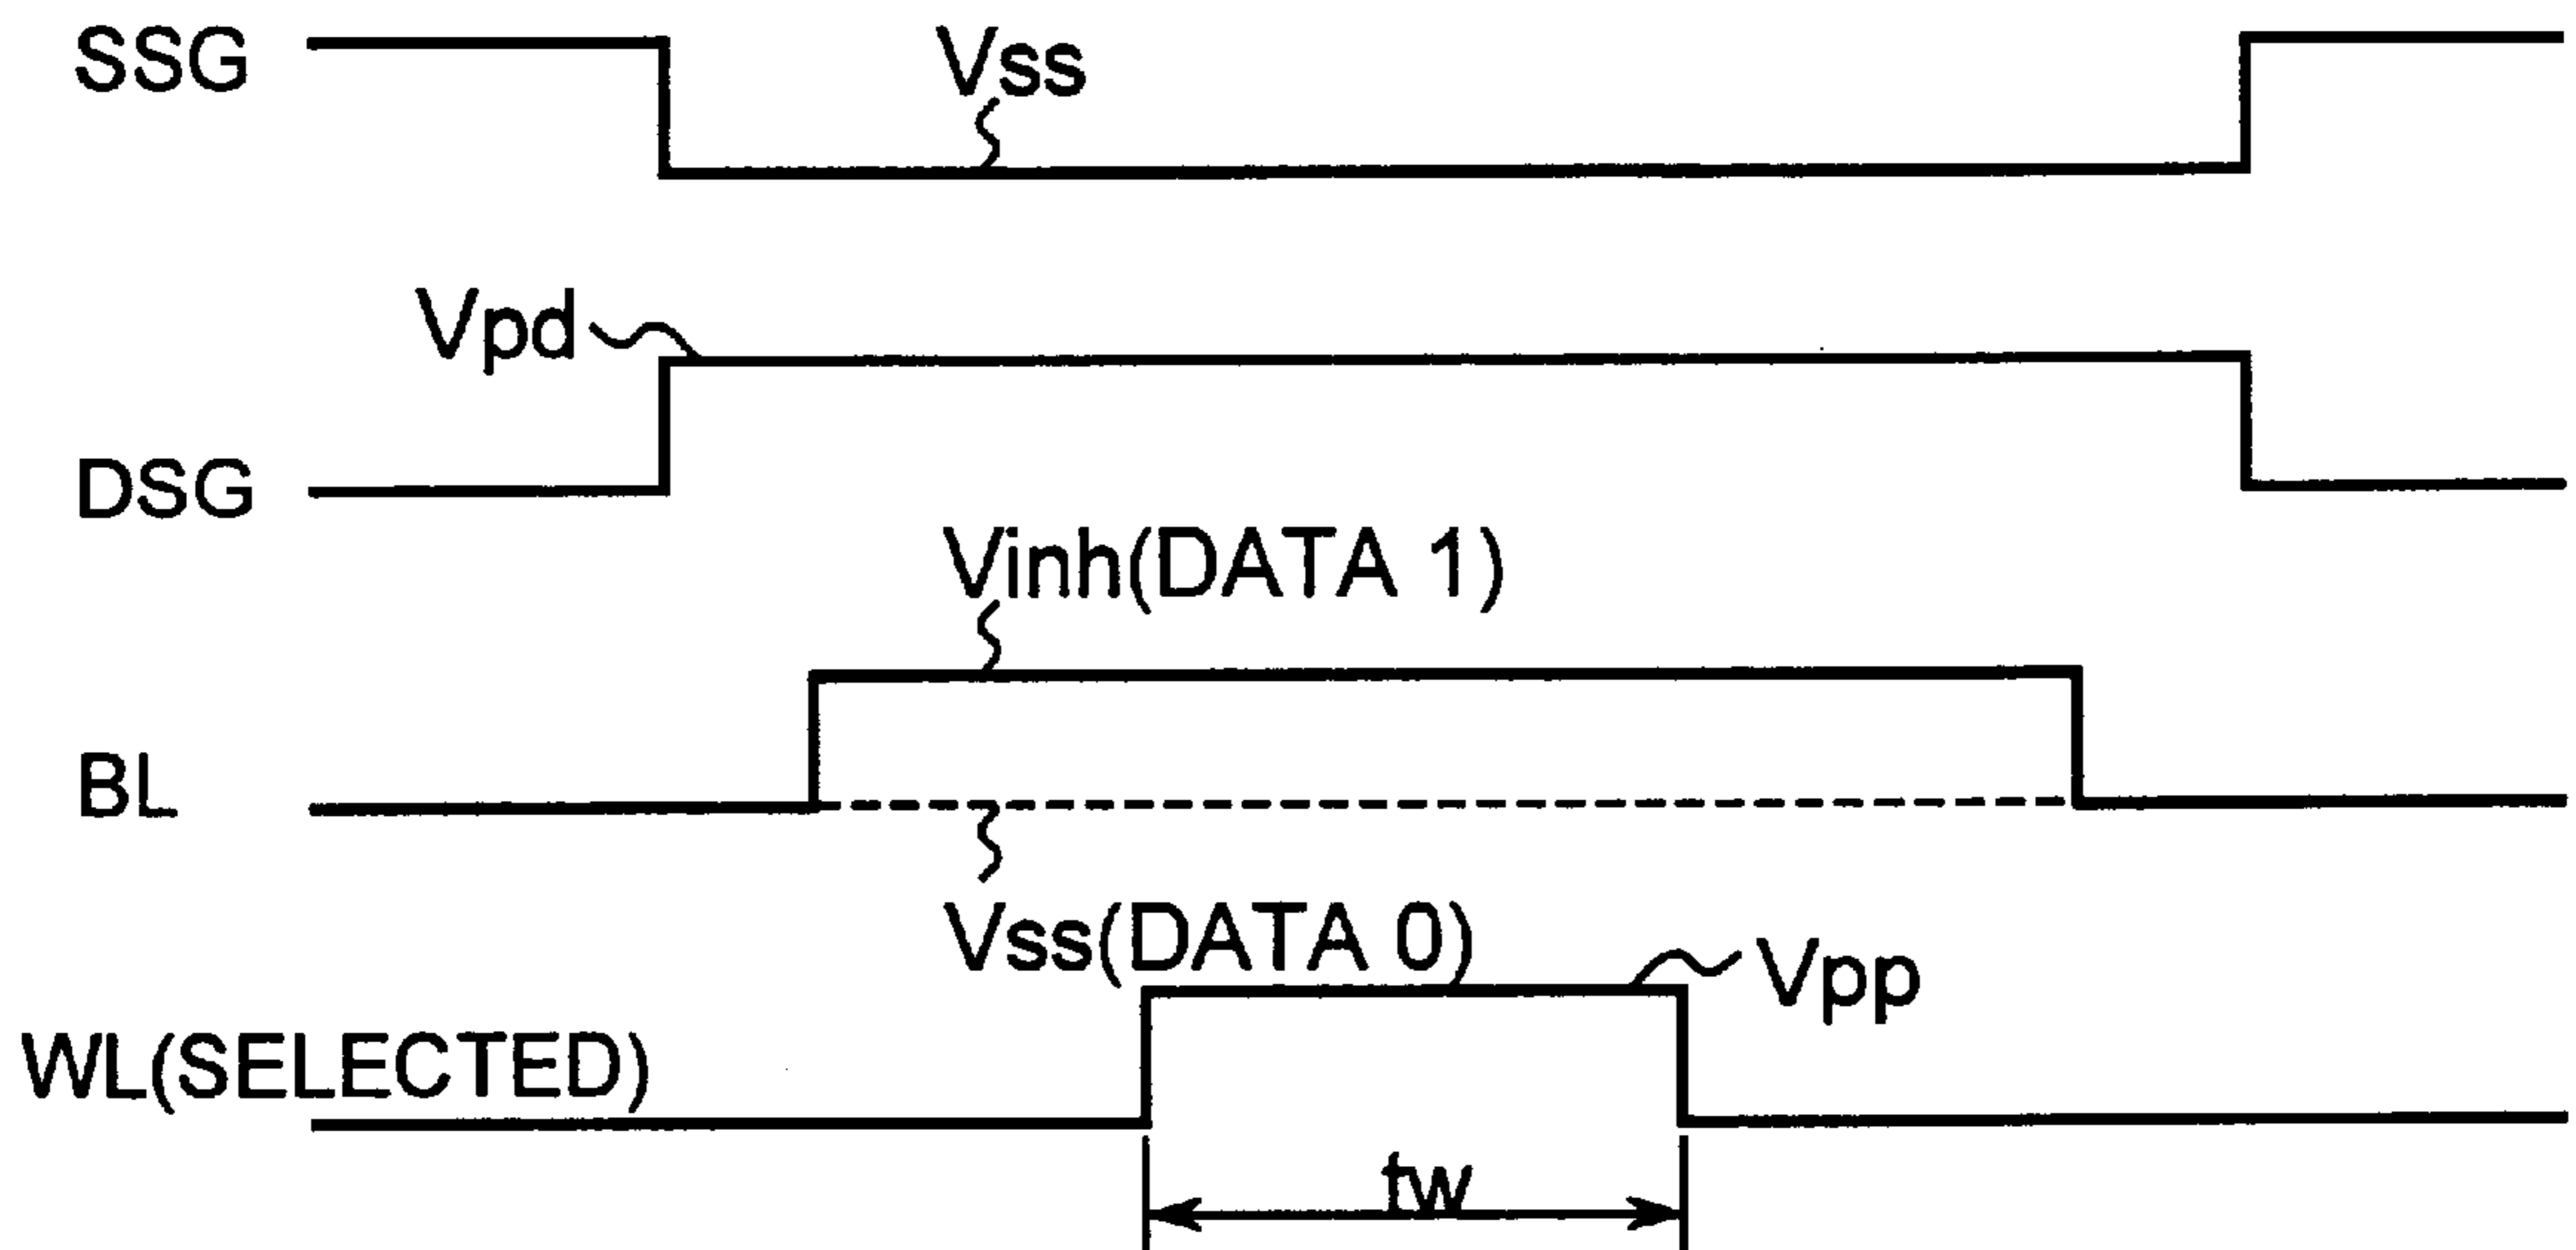 SSG
Vss
Vpd
DSG
Vinh(DATA 1)
BL
Vss(DATA 0)
Vpp
WL(SELECTED)
tw